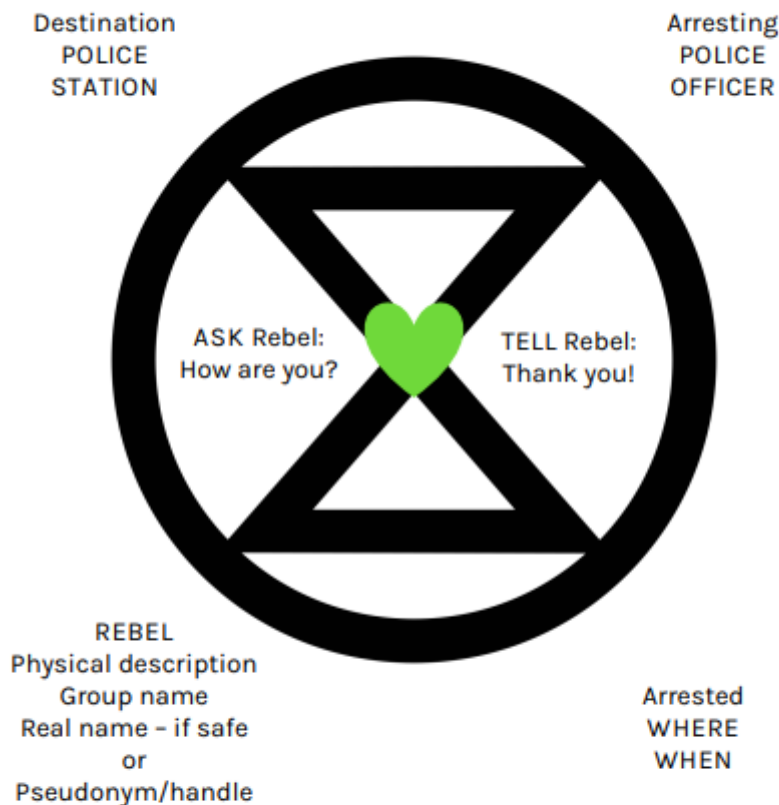 Destination
POLICE
STATION
Arresting
POLICE
OFFICER
ASK Rebel:
How are you?
TELL Rebel:
Thank you!
REBEL
Physical description
Group name
Real name – if safe
or
Pseudonym/handle
Arrested
WHERE
WHEN